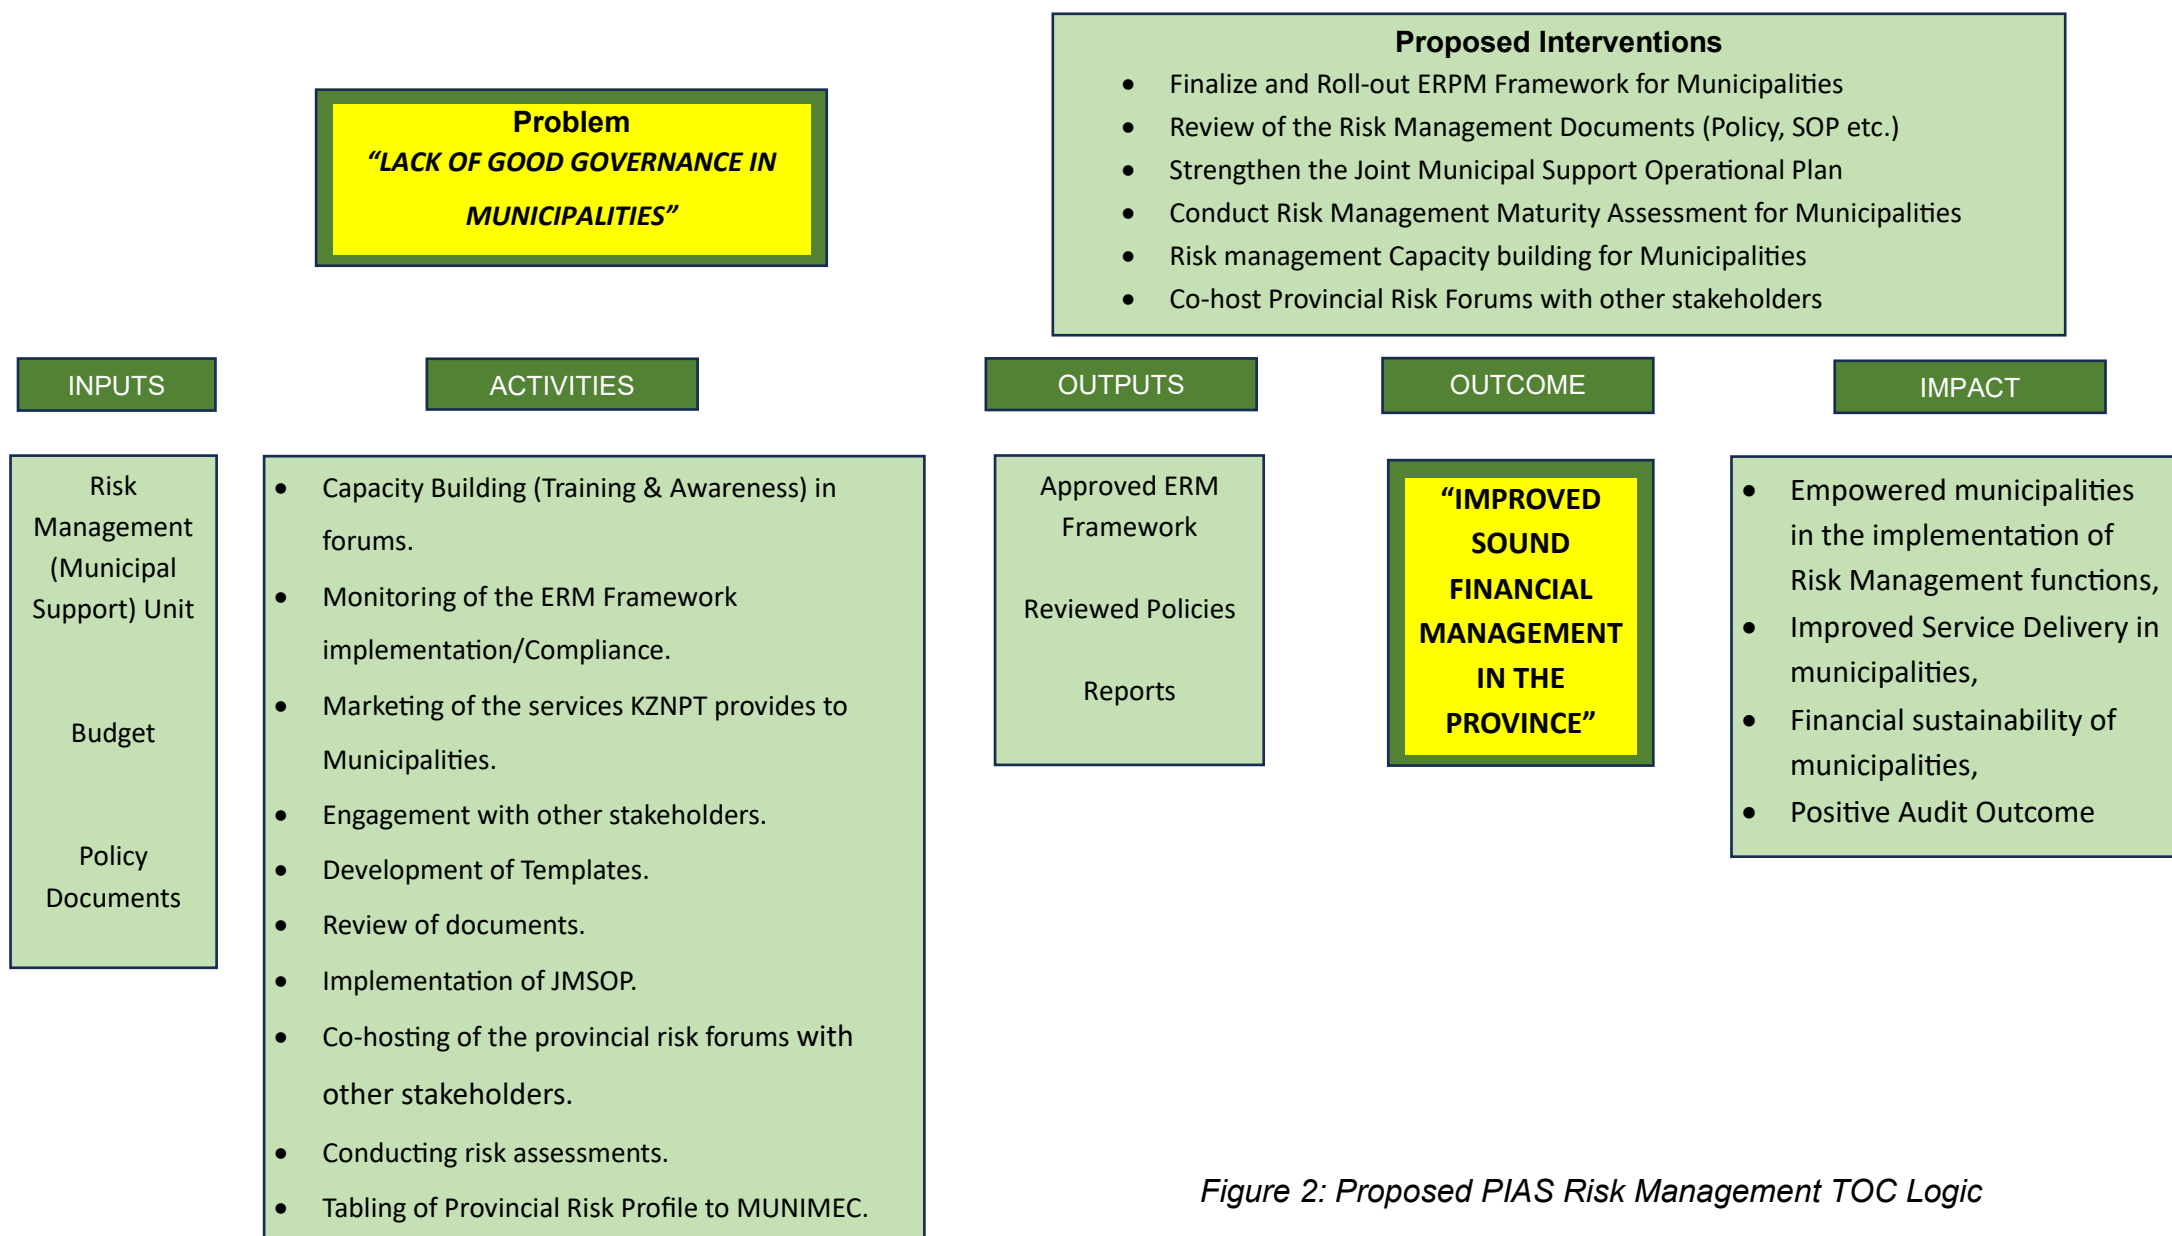 Problem
“LACK OF GOOD GOVERNANCE IN
MUNICIPALITIES”
Proposed Interventions
• Finalize and Roll-out ERPM Framework for Municipalities
• Review of the Risk Management Documents (Policy, SOP etc.)
• Strengthen the Joint Municipal Support Operational Plan
• Conduct Risk Management Maturity Assessment for Municipalities
• Risk management Capacity building for Municipalities
• Co-host Provincial Risk Forums with other stakeholders
INPUTS
Risk
Management
(Municipal
Support) Unit
Budget
Policy
Documents
ACTIVITIES
• Capacity Building (Training & Awareness) in
forums.
• Monitoring of the ERM Framework
implementation/Compliance.
• Marketing of the services KZNPT provides to
Municipalities.
• Engagement with other stakeholders.
• Development of Templates.
• Review of documents.
• Implementation of JMSOP.
• Co-hosting of the provincial risk forums with
other stakeholders.
• Conducting risk assessments.
• Tabling of Provincial Risk Profile to MUNIMEC.
OUTPUTS
Approved ERM
Framework
Reviewed Policies
Reports
OUTCOME
“IMPROVED
SOUND
FINANCIAL
MANAGEMENT
IN THE
PROVINCE”
IMPACT
• Empowered municipalities
in the implementation of
Risk Management functions,
• Improved Service Delivery in
municipalities,
• Financial sustainability of
municipalities,
• Positive Audit Outcome
Figure 2: Proposed PIAS Risk Management TOC Logic